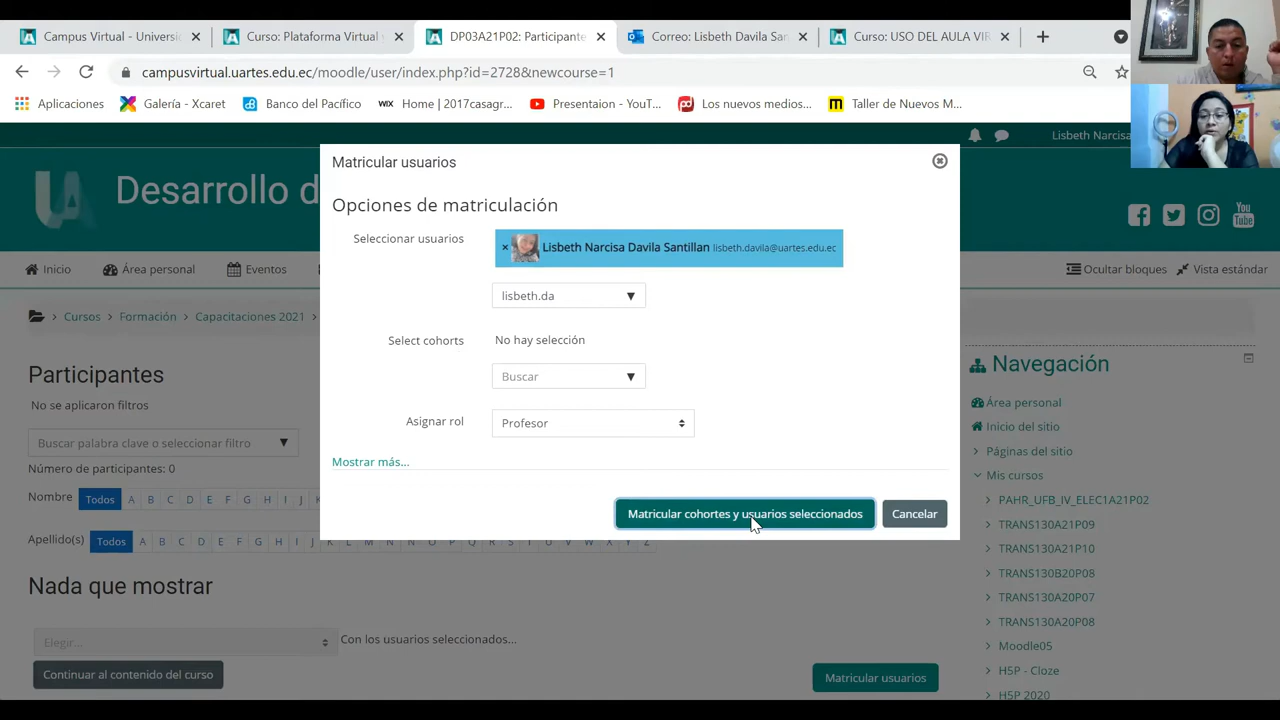 Campus Virtual - Universi
Curso: Plataforma Virtual
DP03A21P02: Participante
Correo: Lisbeth Davila San
Curso: USO DEL AULA VIR
campusvirtual.uartes.edu.ec/moodle/user/index.php?id=2728&newcourse=1
Aplicaciones
Galería - Xcaret
Banco del Pacífico
WIX
Home | 2017casagr...
Presentaion - YouT...
Los nuevos medios...
Taller de Nuevos M...
Lisbeth Narcisa
UA
Desarrollo d
You
Tube
Inicio
Área personal
Eventos
Ocultar bloques
Vista estándar
Cursos
Formación
Capacitaciones 2021
Participantes
No se aplicaron filtros
Buscar palabra clave o seleccionar filtro
Número de participantes: 0
Nombre Todos A B C D E F G H I J
Apellido(s) Todos A B C D E F G H I J K L M N O P Q R S T U V W X Y Z
Nada que mostrar
Elegir...
Con los usuarios seleccionados...
Continuar al contenido del curso
Matricular usuarios
Matricular usuarios
Opciones de matriculación
Seleccionar usuarios
× Lisbeth Narcisa Davila Santillan lisbeth.davila@uartes.edu.ec
lisbeth.da
Select cohorts
No hay selección
Buscar
Asignar rol
Profesor
Mostrar más...
Matricular cohortes y usuarios seleccionados
Cancelar
Navegación
Área personal
Inicio del sitio
Páginas del sitio
Mis cursos
PAHR_UFB_IV_ELEC1A21P02
TRANS130A21P09
TRANS130A21P10
TRANS130B20P08
TRANS130A20P07
TRANS130A20P08
Moodle05
H5P - Cloze
H5P 2020